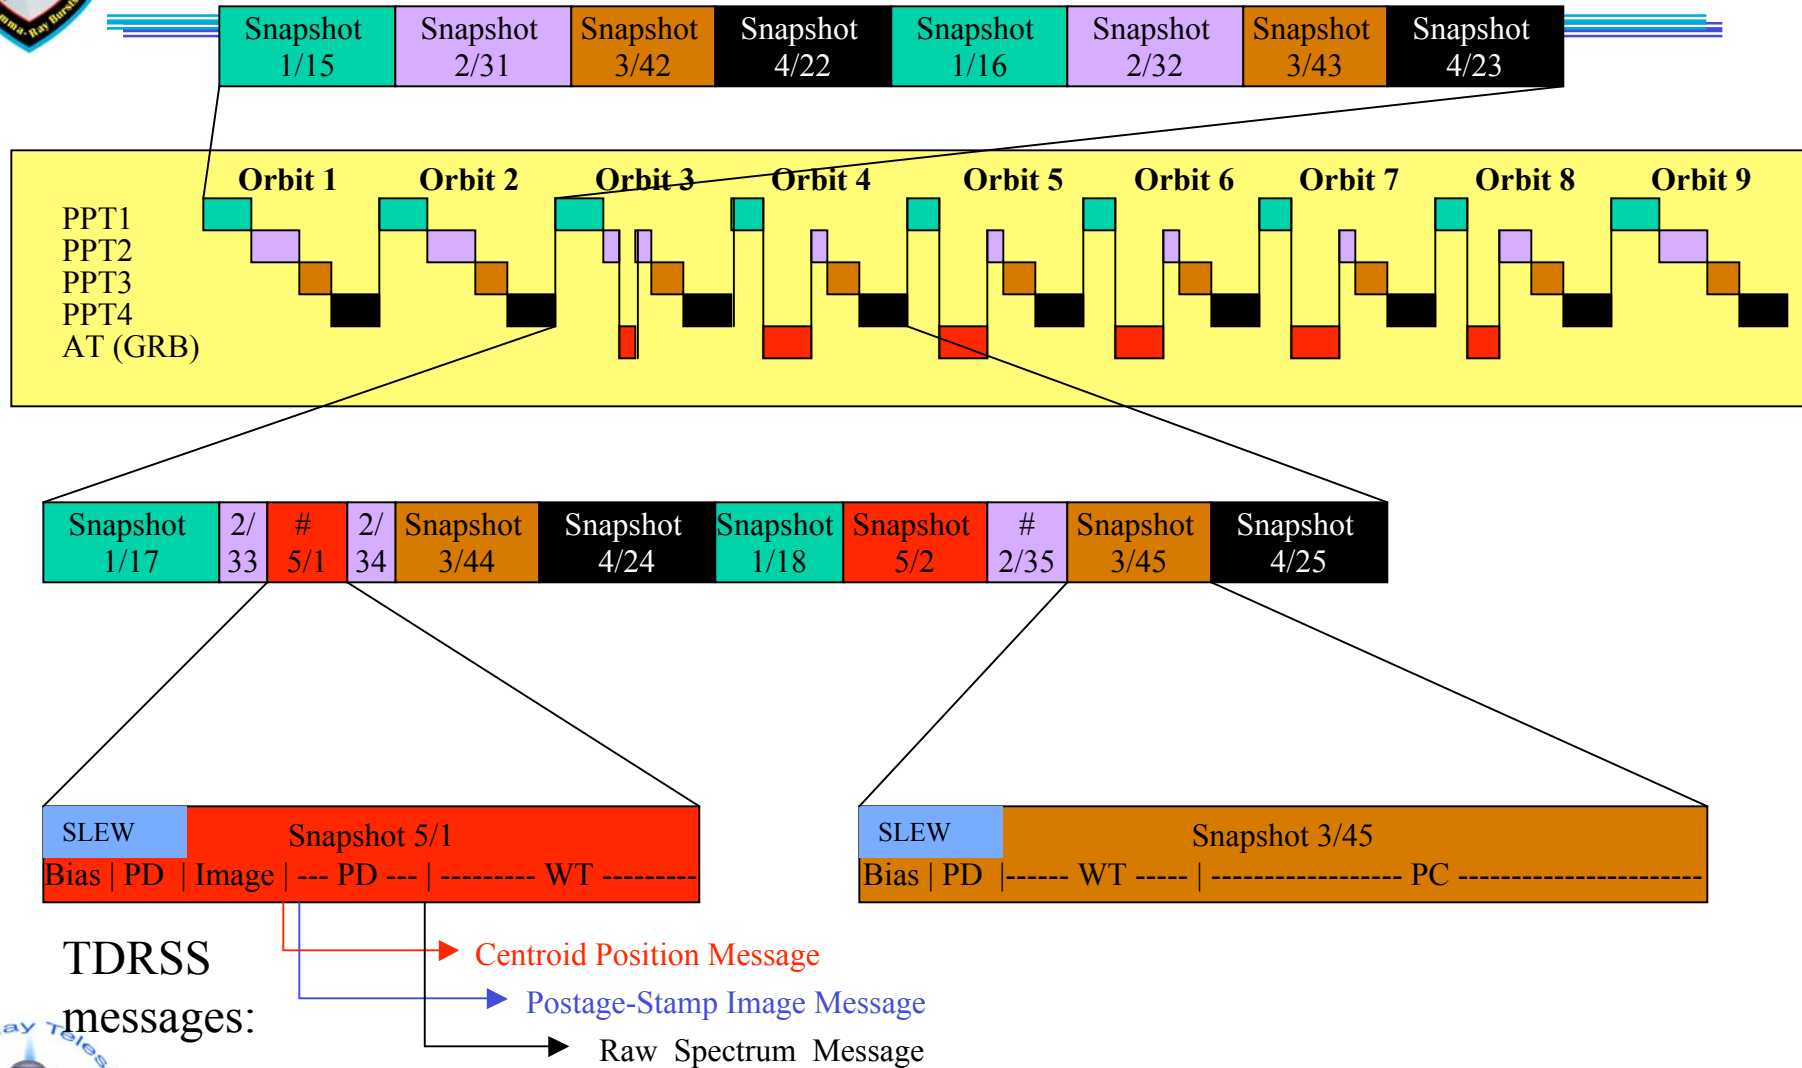 mma-Ray Bursts
Snapshot 1/15
Snapshot 2/31
Snapshot 3/42
Snapshot 4/22
Snapshot 1/16
Snapshot 2/32
Snapshot 3/43
Snapshot 4/23
Orbit 1 Orbit 2 Orbit 3 Orbit 4 Orbit 5 Orbit 6 Orbit 7 Orbit 8 Orbit 9
PPT1
PPT2
PPT3
PPT4
AT (GRB)
Snapshot 1/17
2/ 33
# 5/1
2/ 34
Snapshot 3/44
Snapshot 4/24
Snapshot 1/18
Snapshot 5/2
# 2/35
Snapshot 3/45
Snapshot 4/25
SLEW Snapshot 5/1
Bias | PD | Image | --- PD --- | --------- WT ---------
SLEW Snapshot 3/45
Bias | PD |------ WT ----- | ------------------ PC -----------------------
TDRSS
messages:
Centroid Position Message
Postage-Stamp Image Message
Raw Spectrum Message
ay Teles